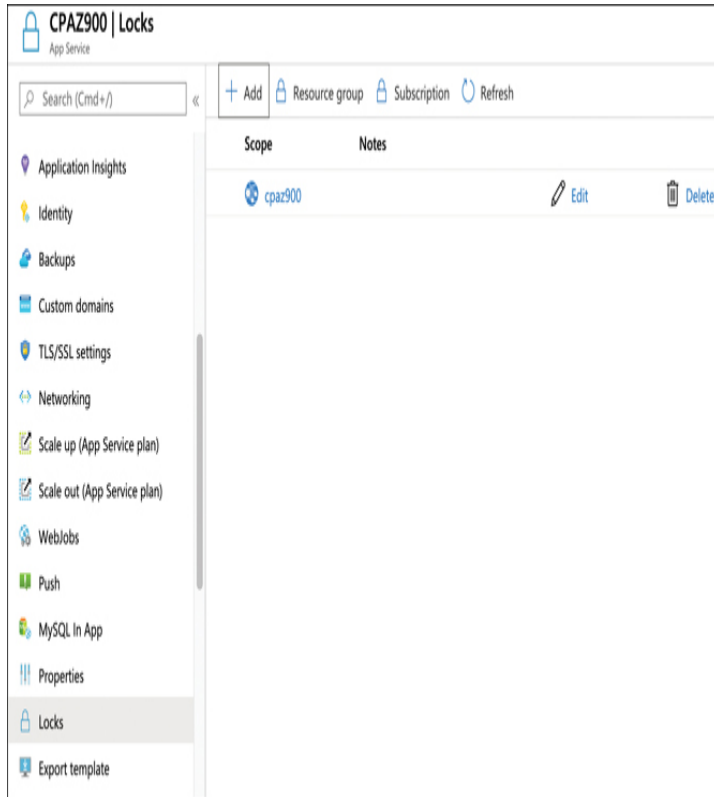 CPAZ900 | Locks
App Service
Search (Cmd+/)
«
+ Add Resource group Subscription Refresh
Scope Notes
cpaz900 Edit Delete
Application Insights
Identity
Backups
Custom domains
TLS/SSL settings
Networking
Scale up (App Service plan)
Scale out (App Service plan)
WebJobs
Push
MySQL In App
Properties
Locks
Export template